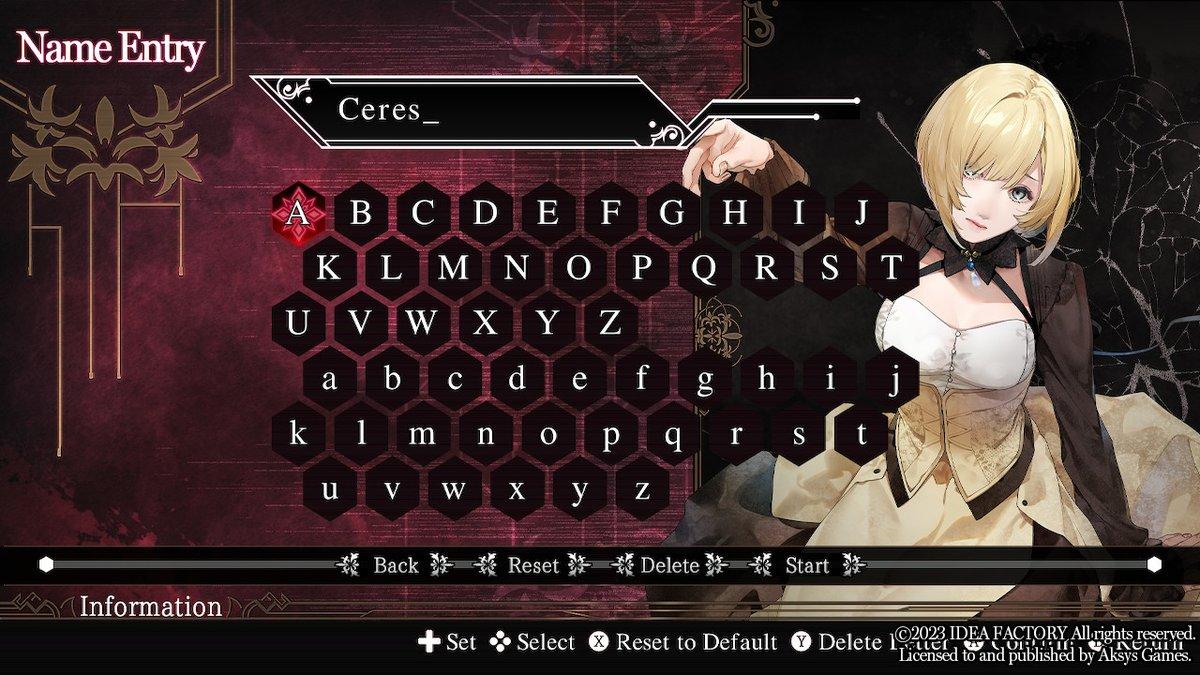 Name Entry
Ceres_
A B C D E F G H I J
K L M N O P Q R S T
U V W X Y Z
a b c d e f g h i j
k l m n o p q r s t
u v w x y z
Back Reset Delete Start
Information
Set Select X Reset to Default Y Delete
©2023 IDEA FACTORY All rights reserved.
Licensed to and published by Aksys Games.